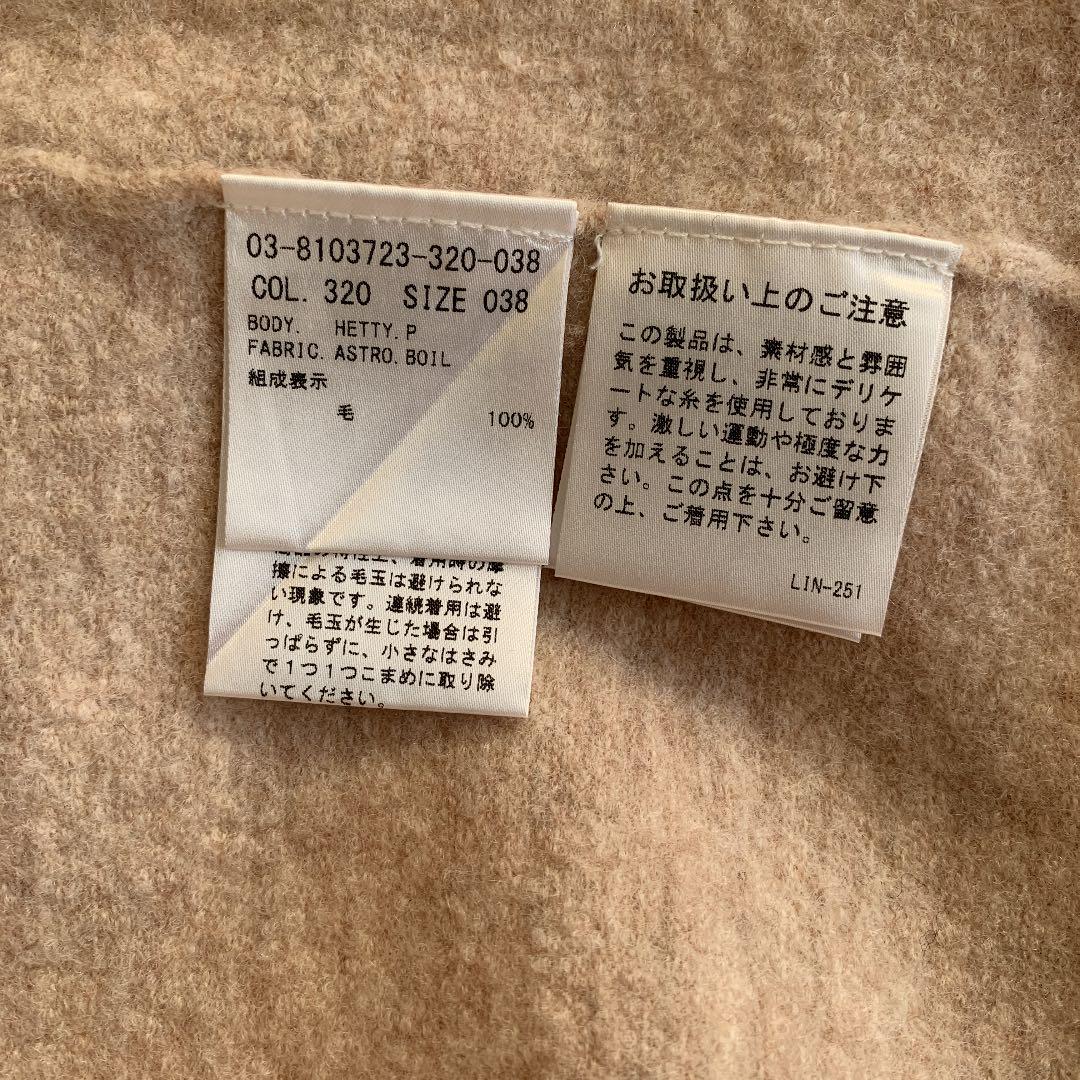 03-8103723-320-038
COL. 320 SIZE 038
BODY. HETTY.P
FABRIC. ASTRO.BOIL
組成表示
毛 100%
着用時の摩
擦による毛玉は避けられな
い現象です。連続着用は避
け、毛玉が生じた場合は引
っぱらずに、小さなはさみ
で1つ1つこまめに取り除
いてください。
お取扱い上のご注意
この製品は、素材感と雰囲
気を重視し、非常にデリケ
ートな糸を使用しておりま
す。激しい運動や極度な力
を加えることは、お避け下
さい。この点を十分ご留意
の上、ご着用下さい。
LIN-251